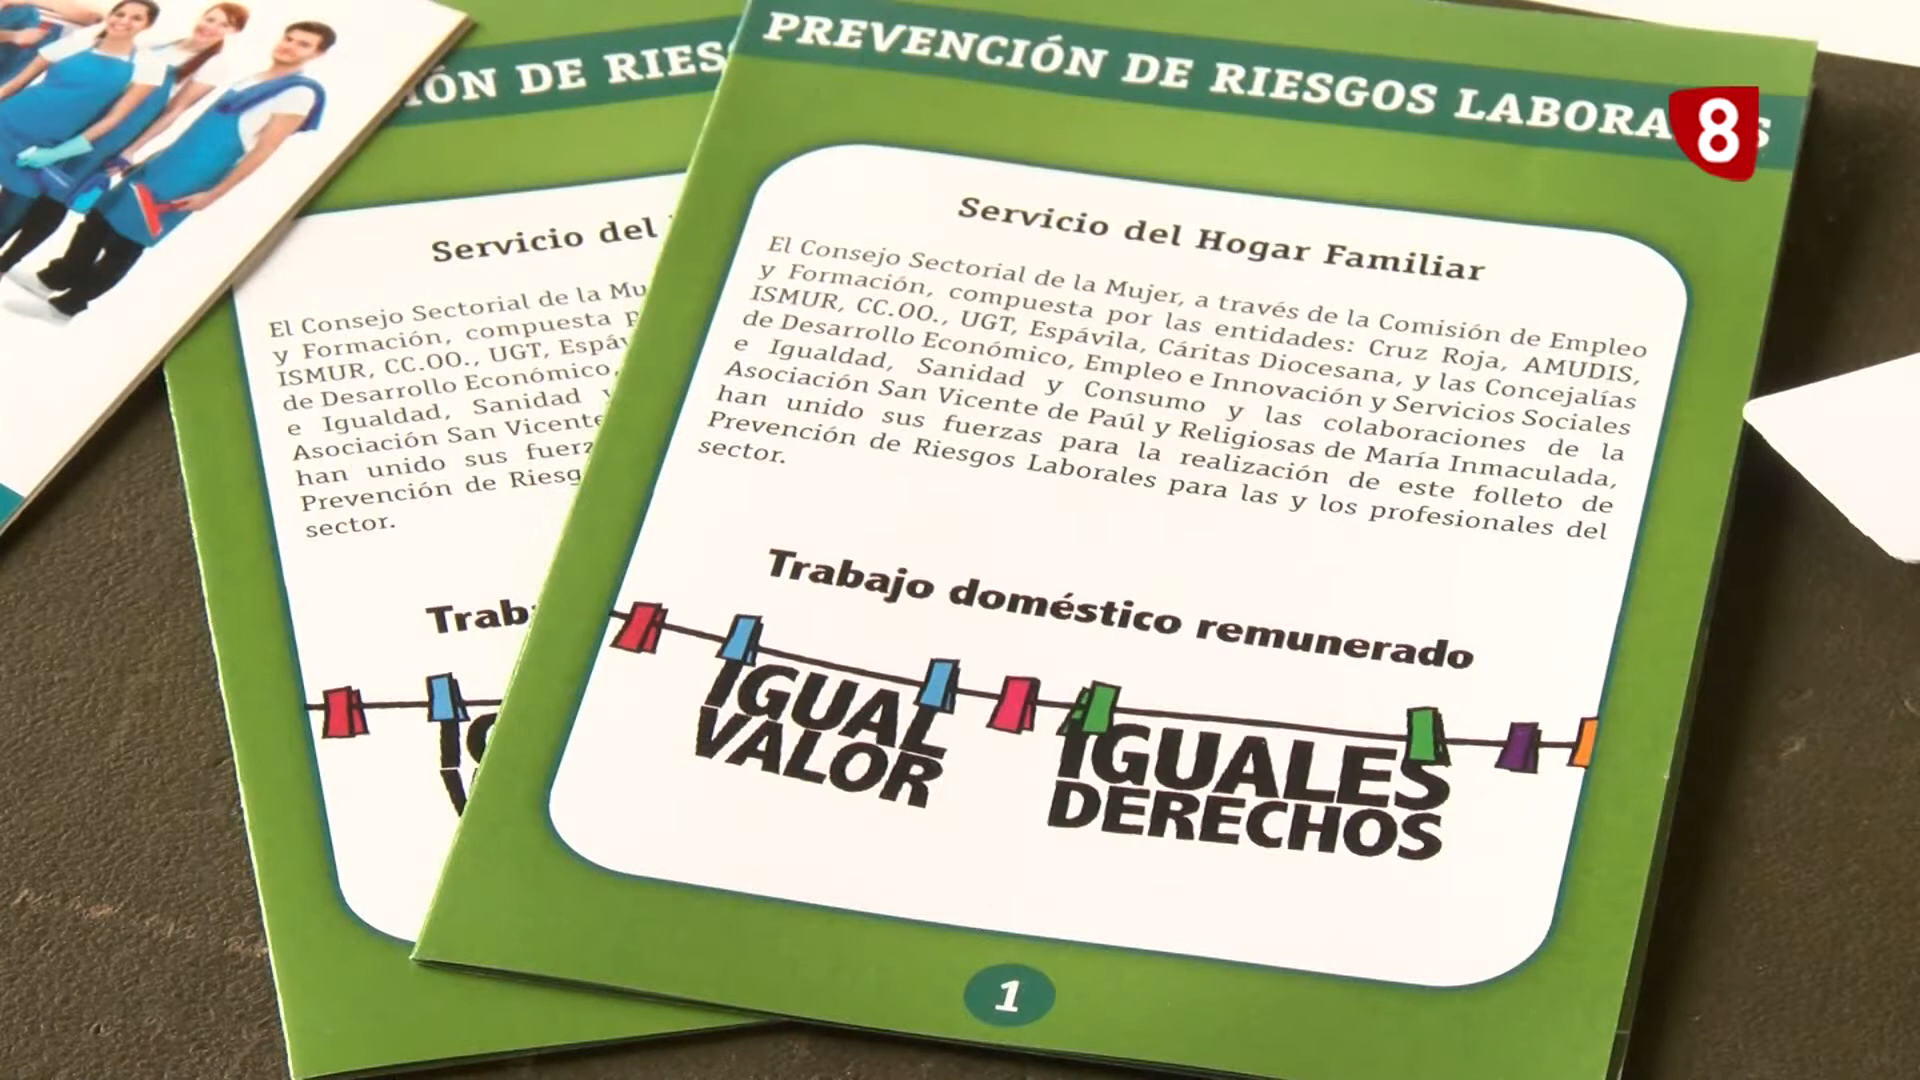 PREVENCIÓN DE RIESGOS LABORA S
8
Servicio del Hogar Familiar
El Consejo Sectorial de la Mujer, a través de la Comisión de Empleo
y Formación, compuesta por las entidades: Cruz Roja, AMUDIS,
ISMUR, CC.OO., UGT, Espávila, Cáritas Diocesana, y las Concejalías
de Desarrollo Económico, Empleo e Innovación y Servicios Sociales
e Igualdad, Sanidad y Consumo y las colaboraciones de la
Asociación San Vicente de Paúl y Religiosas de María Inmaculada,
han unido sus fuerzas para la realización de este folleto de
Prevención de Riesgos Laborales para las y los profesionales del
sector.
Trabajo doméstico remunerado
IGUAL
VALOR
IGUALES
DERECHOS
1
IÓN DE RIES
Servicio del
El Consejo Sectorial de la Mu
y Formación, compuesta p
ISMUR, CC.OO., UGT, Espáv
de Desarrollo Económico,
e Igualdad, Sanidad y
Asociación San Vicente
han unido sus fuerz
Prevención de Riesg
sector.
Trab
IG
V